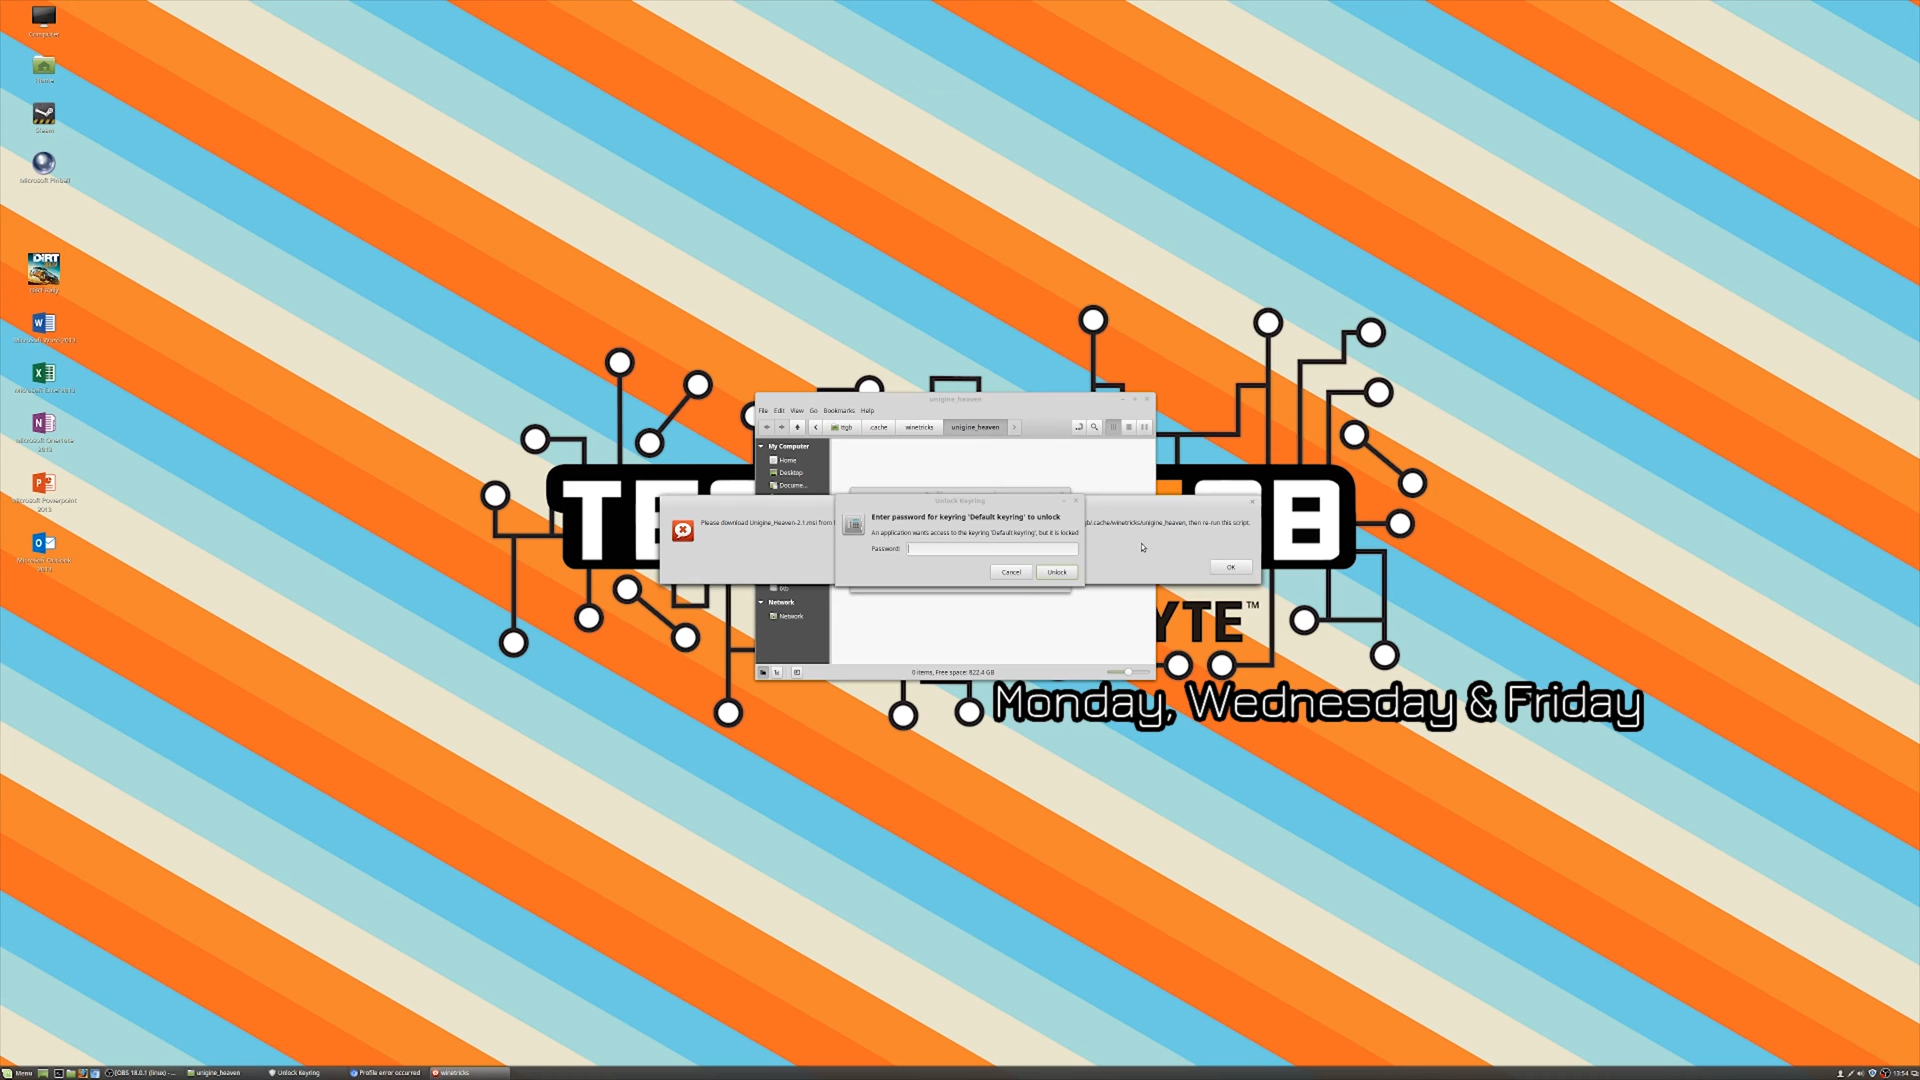 Computer
Home
Steam
Microsoft Pinball
DiRT
Dirt Rally
Microsoft Word 2013
Microsoft Excel 2013
Microsoft OneNote
2013
Microsoft Powerpoint
2013
Microsoft Outlook
2013
unigine_heaven
File Edit View Go Bookmarks Help
ttgb .cache winetricks unigine_heaven
My Computer
Home
Desktop
Docume...
Unlock Keyring
Enter password for keyring 'Default keyring' to unlock
An application wants access to the keyring 'Default keyring', but it is locked
Password:
Cancel Unlock
Please download Unigine_Heaven-2.1.msi from
.cache/winetricks/unigine_heaven, then re-run this script.
OK
Network
Network
0 items, Free space: 822.4 GB
B
YTE™
Monday, Wednesday & Friday
Menu [OBS 18.0.1 (linux) -... unigine_heaven Unlock Keyring Profile error occurred winetricks 13:54